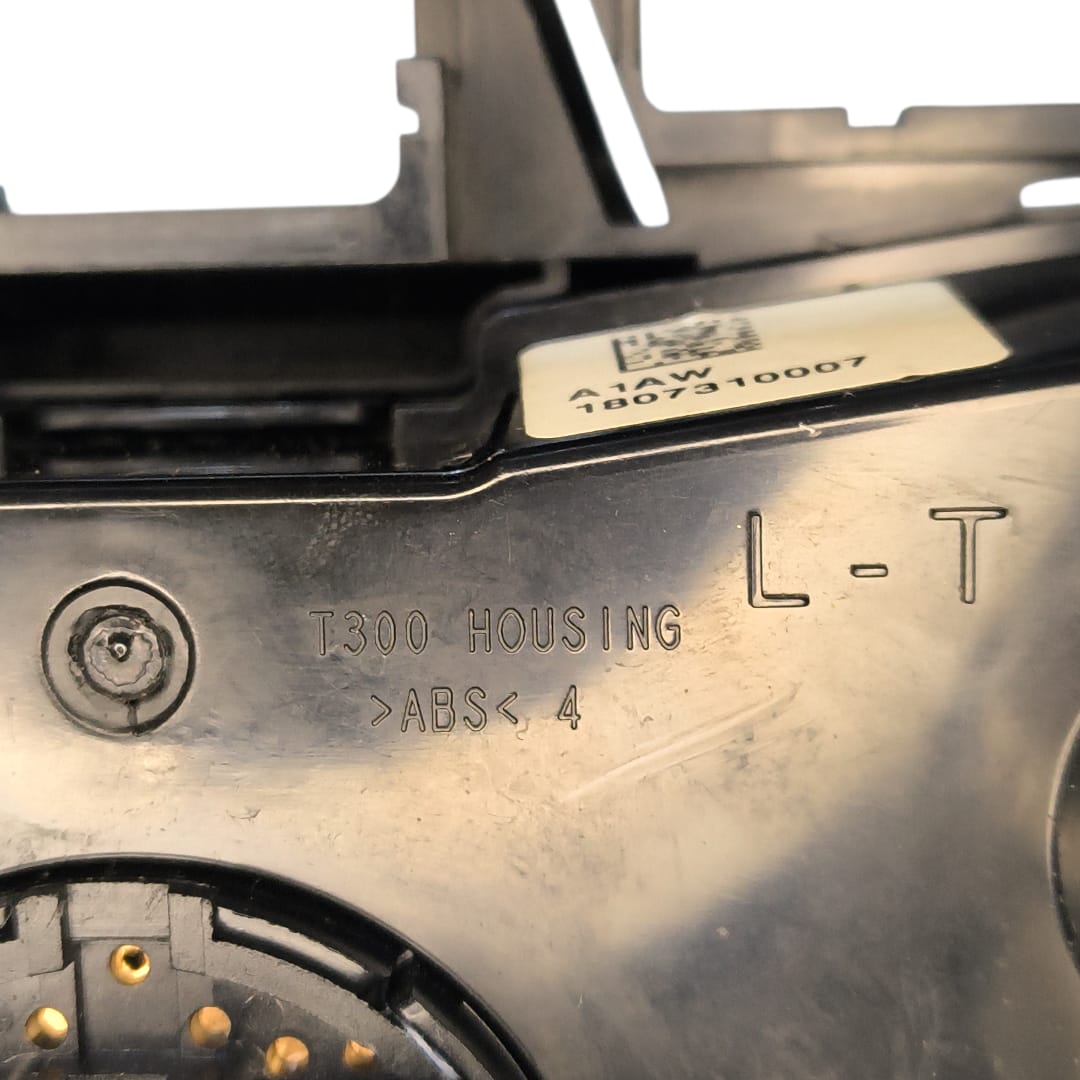 A1AW
1807310007
L - T
T300 HOUSING
>ABS< 4